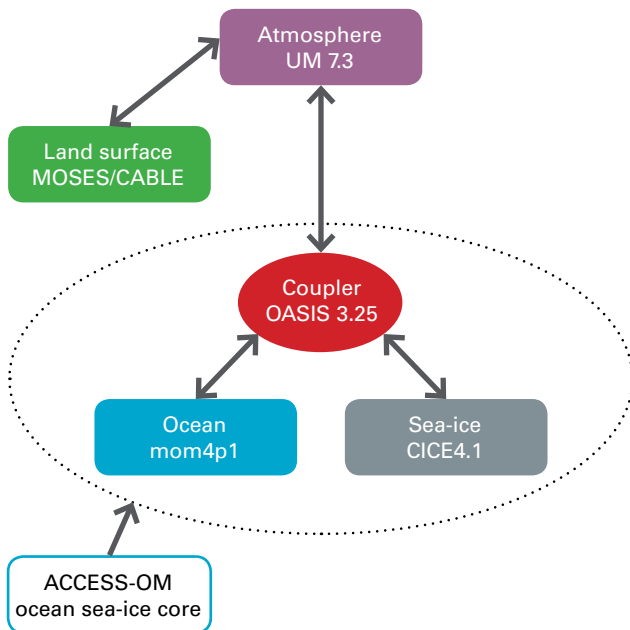 Atmosphere
UM 7.3
Land surface
MOSES/CABLE
Coupler
OASIS 3.25
Ocean
mom4p1
Sea-ice
CICE4.1
ACCESS-OM
ocean sea-ice core